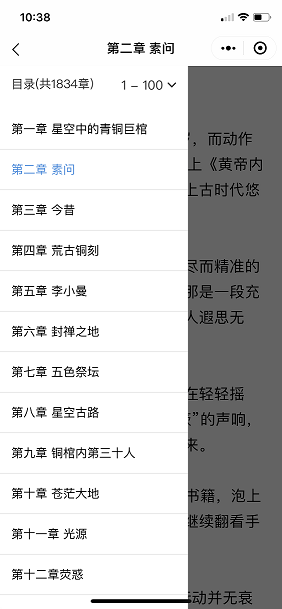 10:38
第二章 素问
目录(共1834章)
1 – 100
第一章 星空中的青铜巨棺
第二章 素问
第三章 今昔
第四章 荒古铜刻
第五章 李小曼
第六章 封禅之地
第七章 五色祭坛
第八章 星空古路
第九章 铜棺内第三十人
第十章 苍茫大地
第十一章 光源
第十二章荧惑
，而动作
上《黄帝内
上古时代悠
尽而精准的
那是一段充
人遐思无
在轻轻摇
”的声响，
来。
书籍，泡上
继续翻看手
动并无衰